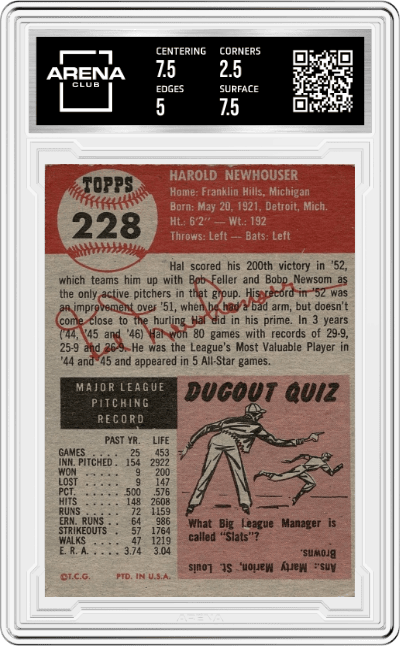 ARENA
CLUB
CENTERING CORNERS
7.5 2.5
EDGES SURFACE
5 7.5
TOPPS
228
HAROLD NEWHOUSER
Home: Franklin Hills, Michigan
Born: May 20, 1921, Detroit, Mich.
Ht.: 6'2" — Wt.: 192
Throws: Left — Bats: Left
Hal scored his 200th victory in '52,
which teams him up with Bob Feller and Bobo Newsom as
the only active pitchers in that group. His record in '52 was
an improvement over '51, when he had a bad arm, but doesn't
come close to the hurling Hal did in his prime. In 3 years
('44, '45 and '46) Hal won 80 games with records of 29-9,
25-9 and 26-9. He was the League's Most Valuable Player in
'44 and '45 and appeared in 5 All-Star games.
Hal Newhouser
MAJOR LEAGUE
PITCHING
RECORD
PAST YR. LIFE
GAMES 25 453
INN. PITCHED 154 2922
WON 9 200
LOST 9 147
PCT. .500 .576
HITS 148 2608
RUNS 72 1159
ERN. RUNS 64 986
STRIKEOUTS 57 1764
WALKS 47 1219
E. R. A. 3.74 3.04
©T.C.G. PTD. IN U.S.A.
DUGOUT QUIZ
What Big League Manager is
called "Slats"?
Ans.: Marty Marion, St. Louis
Browns.
ARENA